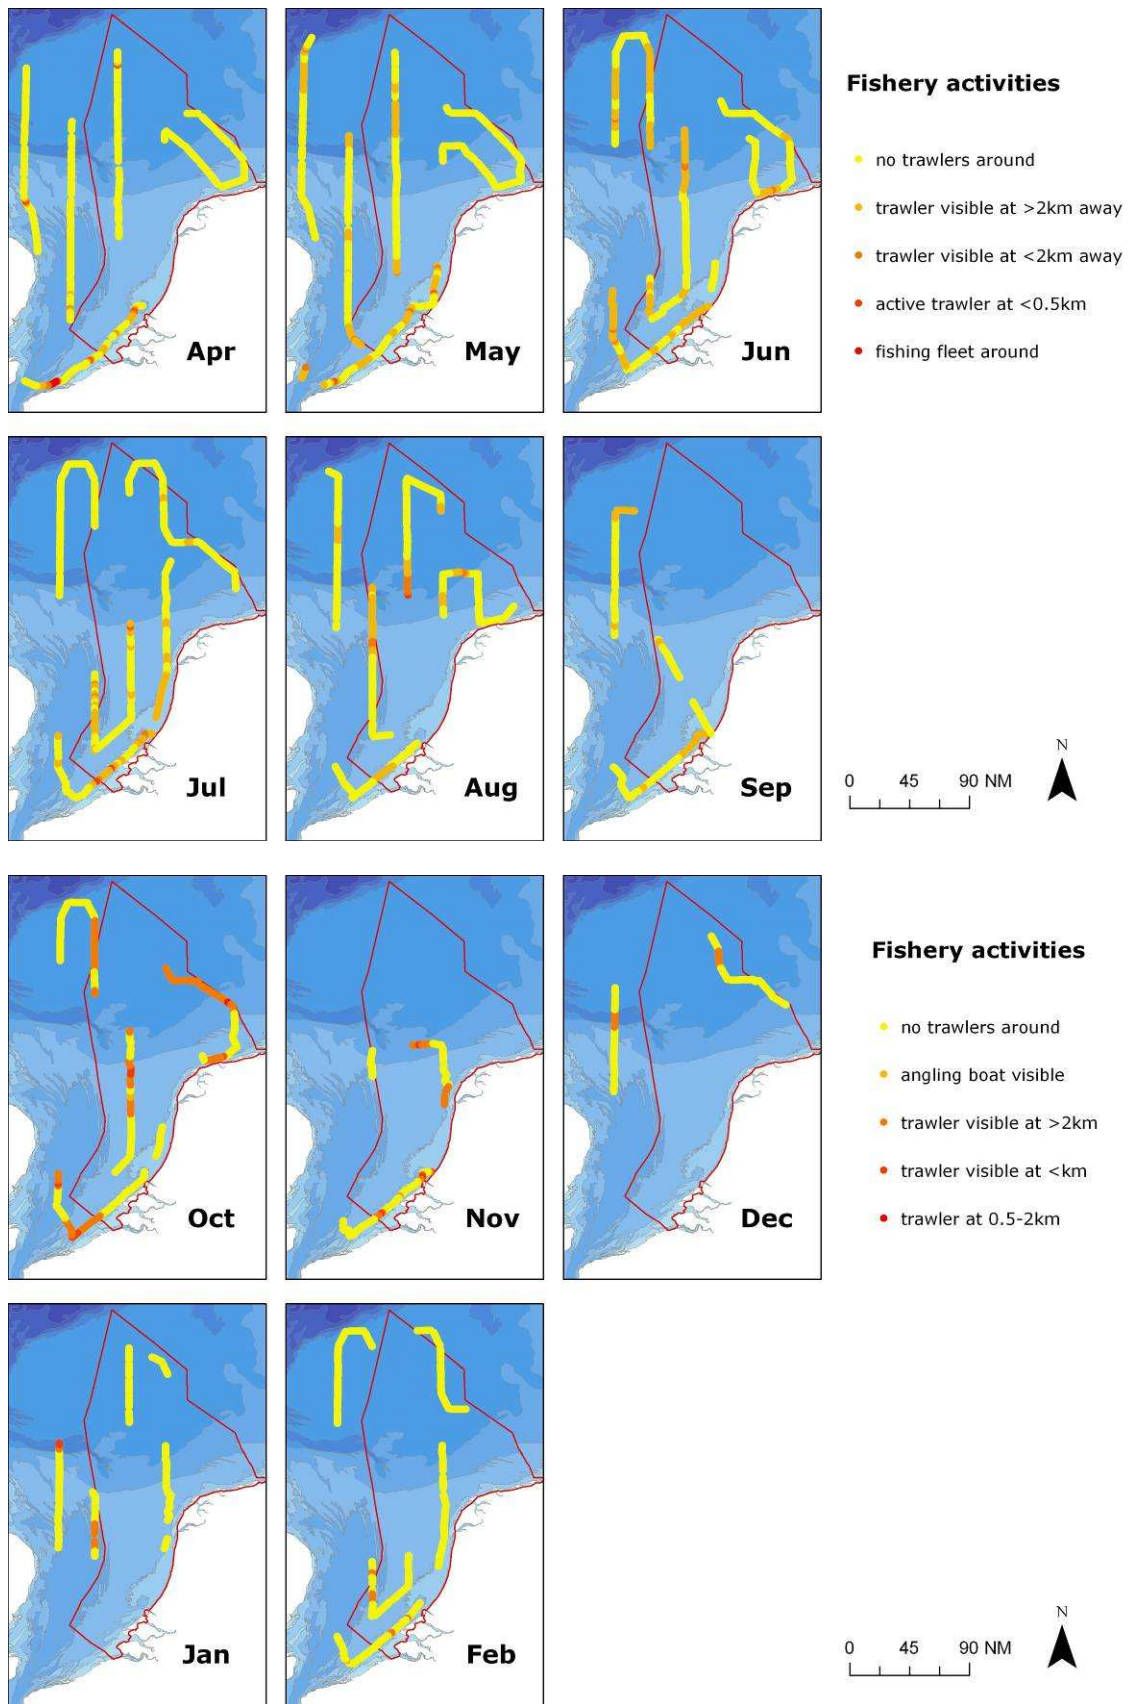 Fishery activities
no trawlers around
trawler visible at >2km away
trawler visible at <2km away
active trawler at <0.5km
fishing fleet around
Apr
May
Jun
Jul
Aug
Sep
N
0 45 90 NM
Fishery activities
no trawlers around
angling boat visible
trawler visible at >2km
trawler visible at <km
trawler at 0.5-2km
Oct
Nov
Dec
Jan
Feb
N
0 45 90 NM